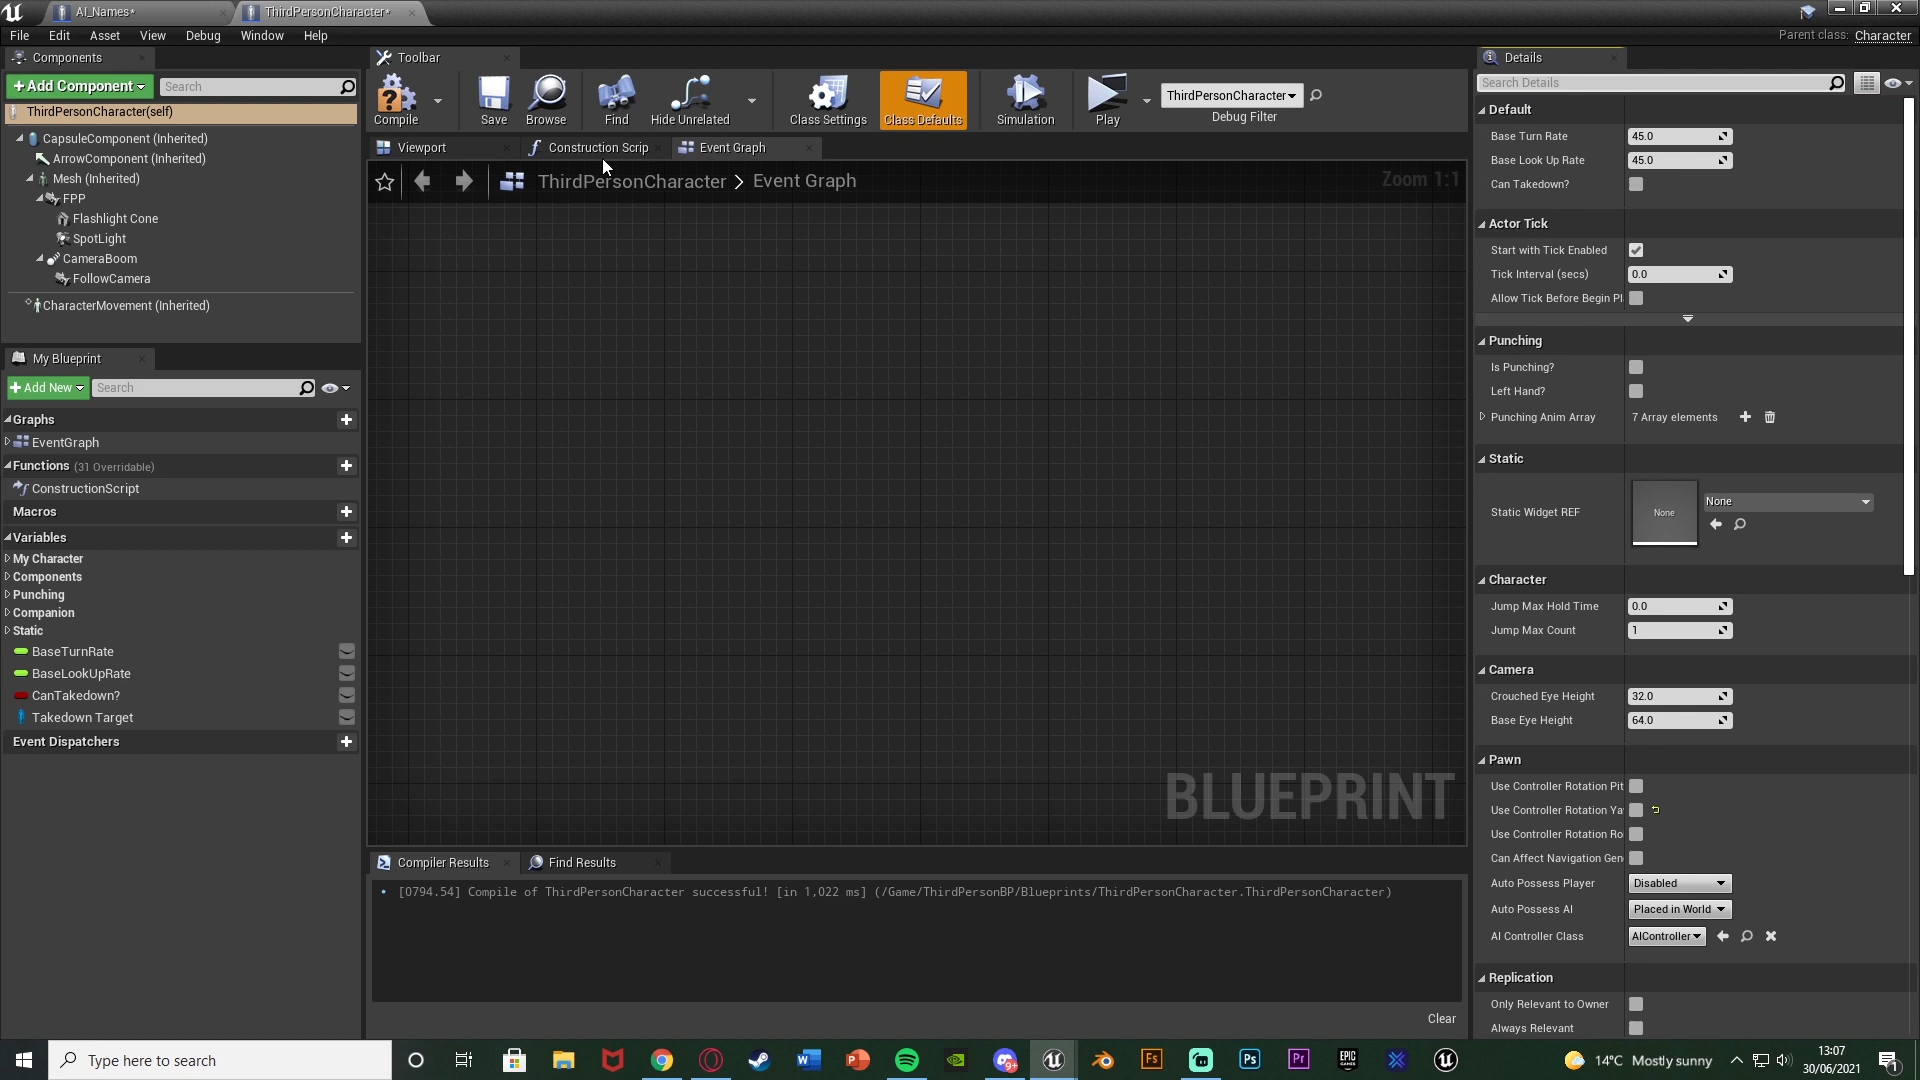 AI_Names*
ThirdPersonCharacter*
File Edit Asset View Debug Window Help
Parent class: Character
Components
+Add Component
Search
ThirdPersonCharacter(self)
CapsuleComponent (Inherited)
ArrowComponent (Inherited)
Mesh (Inherited)
FPP
Flashlight Cone
SpotLight
CameraBoom
FollowCamera
CharacterMovement (Inherited)
My Blueprint
+Add New
Search
Graphs
EventGraph
Functions (31 Overridable)
ConstructionScript
Macros
Variables
My Character
Components
Punching
Companion
Static
BaseTurnRate
BaseLookUpRate
CanTakedown?
Takedown Target
Event Dispatchers
Toolbar
Compile
Save
Browse
Find
Hide Unrelated
Class Settings
Class Defaults
Simulation
Play
ThirdPersonCharacter
Debug Filter
Viewport
Construction Scrip
Event Graph
ThirdPersonCharacter > Event Graph
Zoom 1:1
BLUEPRINT
Compiler Results
Find Results
[0794.54] Compile of ThirdPersonCharacter successful! [in 1,022 ms] (/Game/ThirdPersonBP/Blueprints/ThirdPersonCharacter.ThirdPersonCharacter)
Clear
Details
Search Details
Default
Base Turn Rate 45.0
Base Look Up Rate 45.0
Can Takedown?
Actor Tick
Start with Tick Enabled
Tick Interval (secs) 0.0
Allow Tick Before Begin Pl
Punching
Is Punching?
Left Hand?
Punching Anim Array 7 Array elements
Static
Static Widget REF
None
None
Character
Jump Max Hold Time 0.0
Jump Max Count 1
Camera
Crouched Eye Height 32.0
Base Eye Height 64.0
Pawn
Use Controller Rotation Pit
Use Controller Rotation Ya
Use Controller Rotation Ro
Can Affect Navigation Gen
Auto Possess Player Disabled
Auto Possess AI Placed in World
AI Controller Class AIController
Replication
Only Relevant to Owner
Always Relevant
Type here to search
W
P
9+
Fs
Ps
Pr
EPIC GAMES
14°C Mostly sunny
13:07
30/06/2021
1